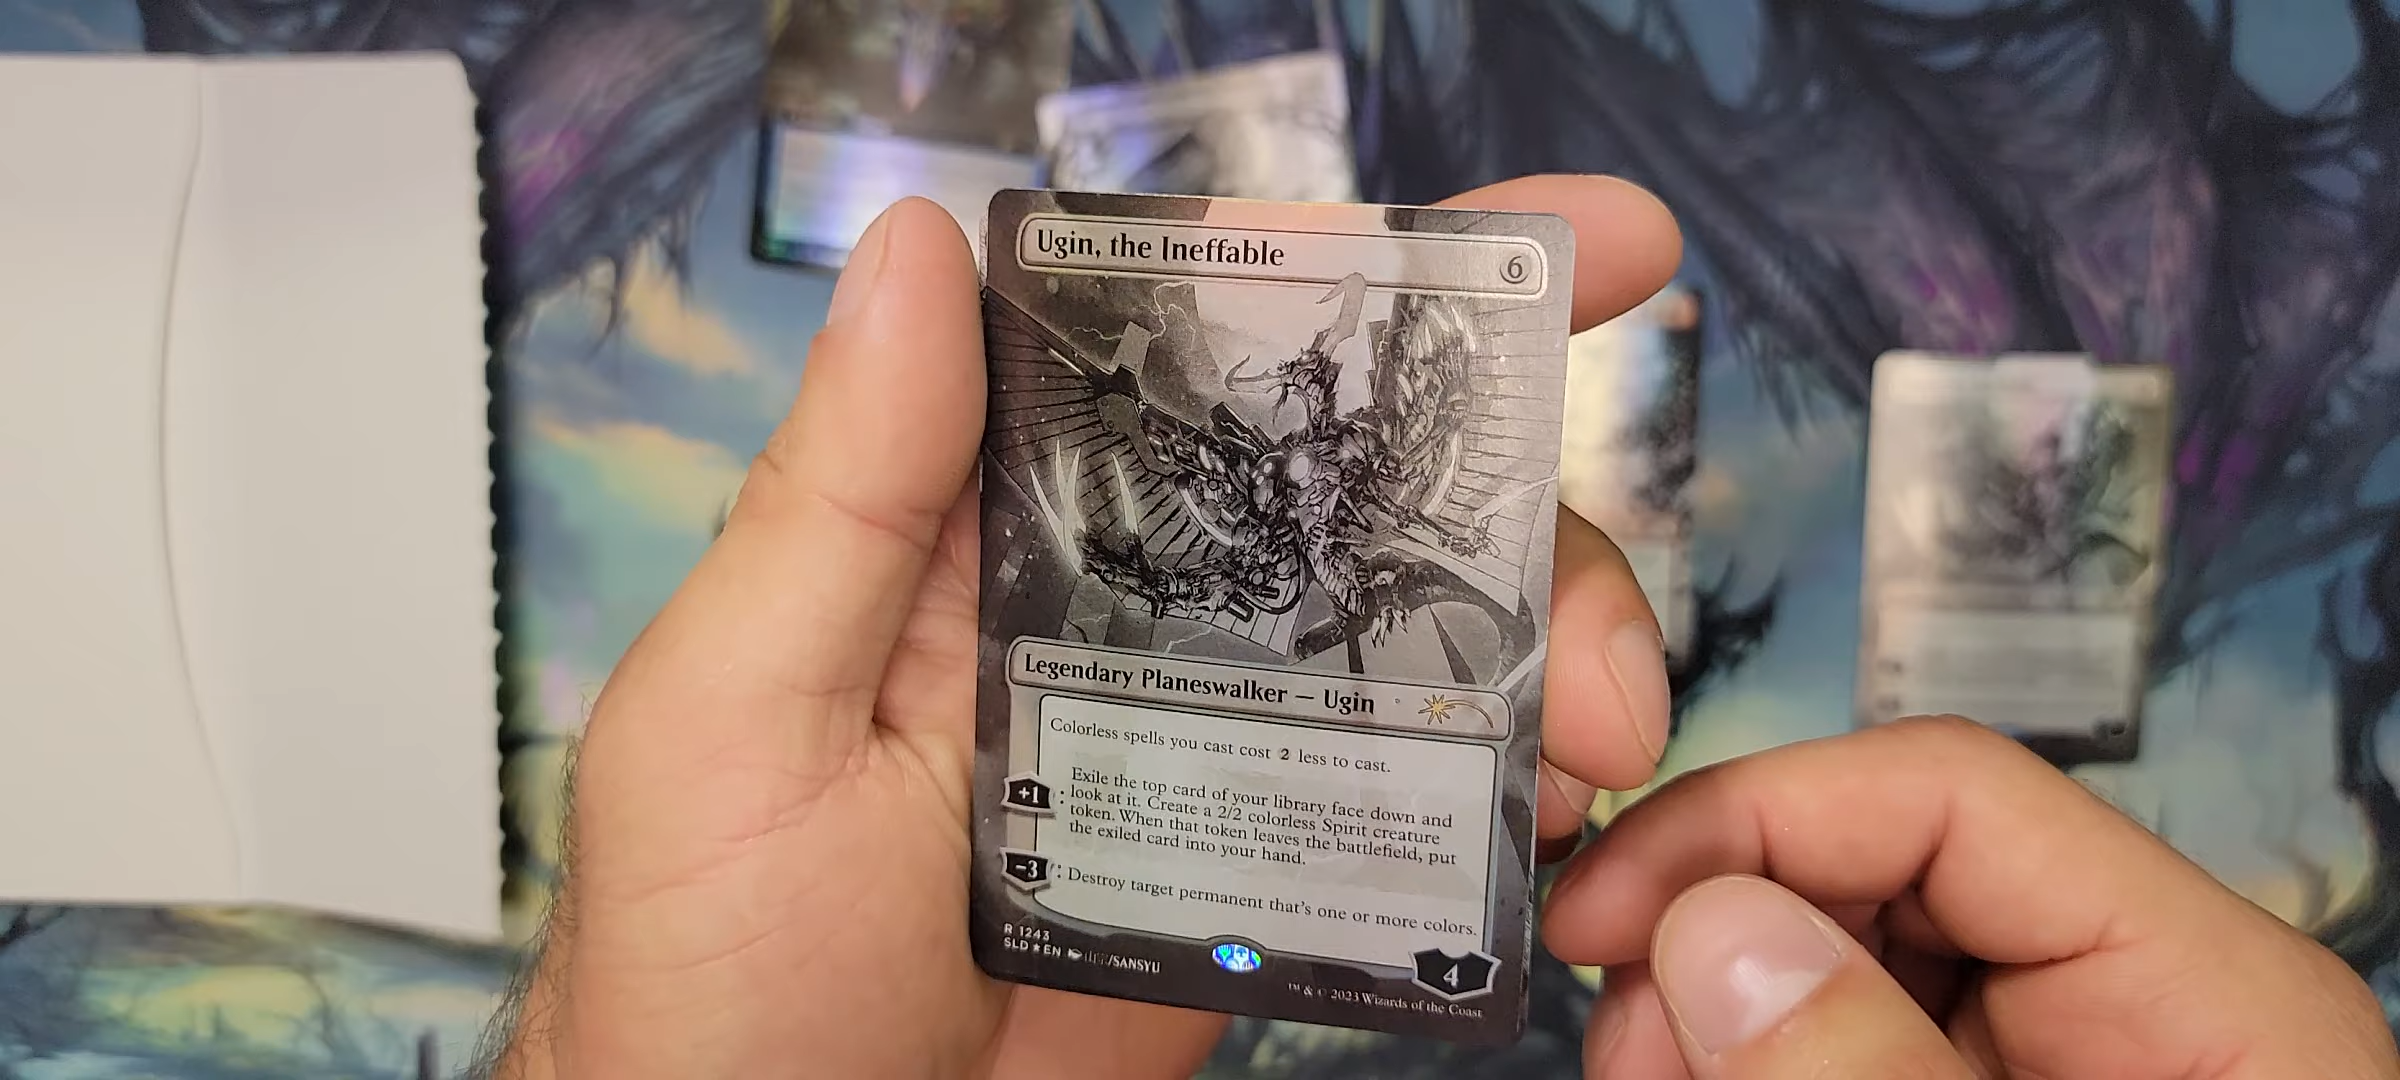 Ugin, the Ineffable 6
Legendary Planeswalker — Ugin
Colorless spells you cast cost 2 less to cast.
+1 : Exile the top card of your library face down and
look at it. Create a 2/2 colorless Spirit creature
token. When that token leaves the battlefield, put
the exiled card into your hand.
−3 : Destroy target permanent that's one or more colors.
4
R 1243
SLD ★ EN /SANSYU
™ & © 2023 Wizards of the Coast